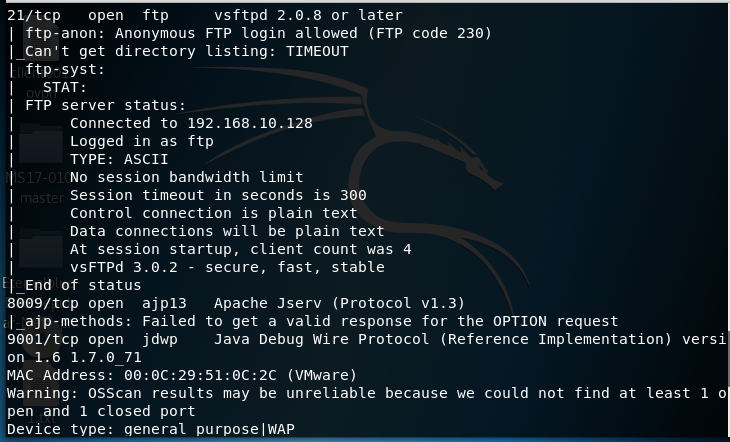 21/tcp   open  ftp     vsftpd 2.0.8 or later
| ftp-anon: Anonymous FTP login allowed (FTP code 230)
|_Can't get directory listing: TIMEOUT
| ftp-syst:
|   STAT:
| FTP server status:
|      Connected to 192.168.10.128
|      Logged in as ftp
|      TYPE: ASCII
|      No session bandwidth limit
|      Session timeout in seconds is 300
|      Control connection is plain text
|      Data connections will be plain text
|      At session startup, client count was 4
|      vsFTPd 3.0.2 - secure, fast, stable
|_End of status
8009/tcp open  ajp13   Apache Jserv (Protocol v1.3)
|_ajp-methods: Failed to get a valid response for the OPTION request
9001/tcp open  jdwp    Java Debug Wire Protocol (Reference Implementation) versi
on 1.6 1.7.0_71
MAC Address: 00:0C:29:51:0C:2C (VMware)
Warning: OSScan results may be unreliable because we could not find at least 1 o
pen and 1 closed port
Device type: general purpose|WAP
MS17-010-
master